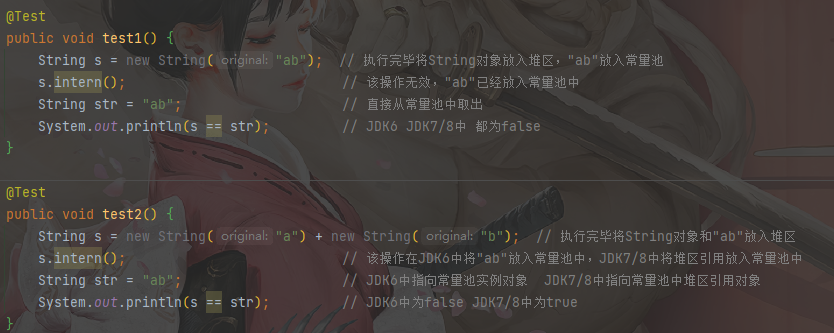 @Test
public void test1() {
String s = new String( original: "ab");  // 执行完毕将String对象放入堆区，"ab"放入常量池
s.intern();  // 该操作无效，"ab"已经放入常量池中
String str = "ab";  // 直接从常量池中取出
System.out.println(s == str);  // JDK6 JDK7/8中 都为false
}
@Test
public void test2() {
String s = new String( original: "a") + new String( original: "b");  // 执行完毕将String对象和"ab"放入堆区
s.intern();  // 该操作在JDK6中将"ab"放入常量池中，JDK7/8中将堆区引用放入常量池中
String str = "ab";  // JDK6中指向常量池实例对象  JDK7/8中指向常量池中堆区引用对象
System.out.println(s == str);  // JDK6中为false JDK7/8中为true
}